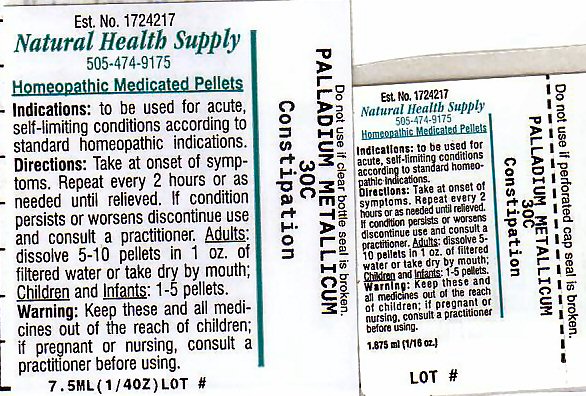 Est. No. 1724217
Natural Health Supply
505-474-9175
Homeopathic Medicated Pellets
Indications: to be used for acute,
self-limiting conditions according to
standard homeopathic indications.
Directions: Take at onset of symp-
toms. Repeat every 2 hours or as
needed until relieved. If condition
persists or worsens discontinue use
and consult a practitioner. Adults:
dissolve 5-10 pellets in 1 oz. of
filtered water or take dry by mouth;
Children and Infants: 1-5 pellets.
Warning: Keep these and all medi-
cines out of the reach of children;
if pregnant or nursing, consult a
practitioner before using.
7.5ML(1/4OZ)LOT #
Do not use if clear bottle seal is broken.
PALLADIUM METALLICUM
30C
Constipation
Est. No. 1724217
Natural Health Supply
505-474-9175
Homeopathic Medicated Pellets
Indications: to be used for
acute, self-limiting conditions
according to standard homeo-
pathic indications.
Directions: Take at onset of
symptoms. Repeat every 2
hours or as needed until relieved.
If condition persists or worsens
discontinue use and consult a
practitioner. Adults: dissolve 5-
10 pellets in 1 oz. of filtered
water or take dry by mouth;
Children and Infants: 1-5 pellets.
Warning: Keep these and
all medicines out of the reach
of children; if pregnant or
nursing, consult a practitioner
before using.
1.875 ml (1/16 oz.)
LOT #
Do not use if perforated cap seal is broken.
PALLADIUM METALLICUM
30C
Constipation